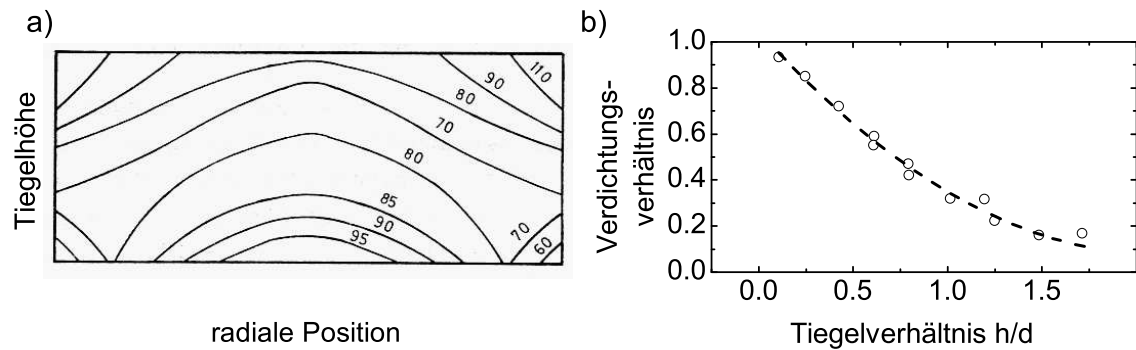 a)
Tiegelhöhe
110
90
80
70
80
85
90
95
70
60
radiale Position
b)
Verdichtungs-
verhältnis
1.0
0.8
0.6
0.4
0.2
0.0
0.0 0.5 1.0 1.5
Tiegelverhältnis h/d